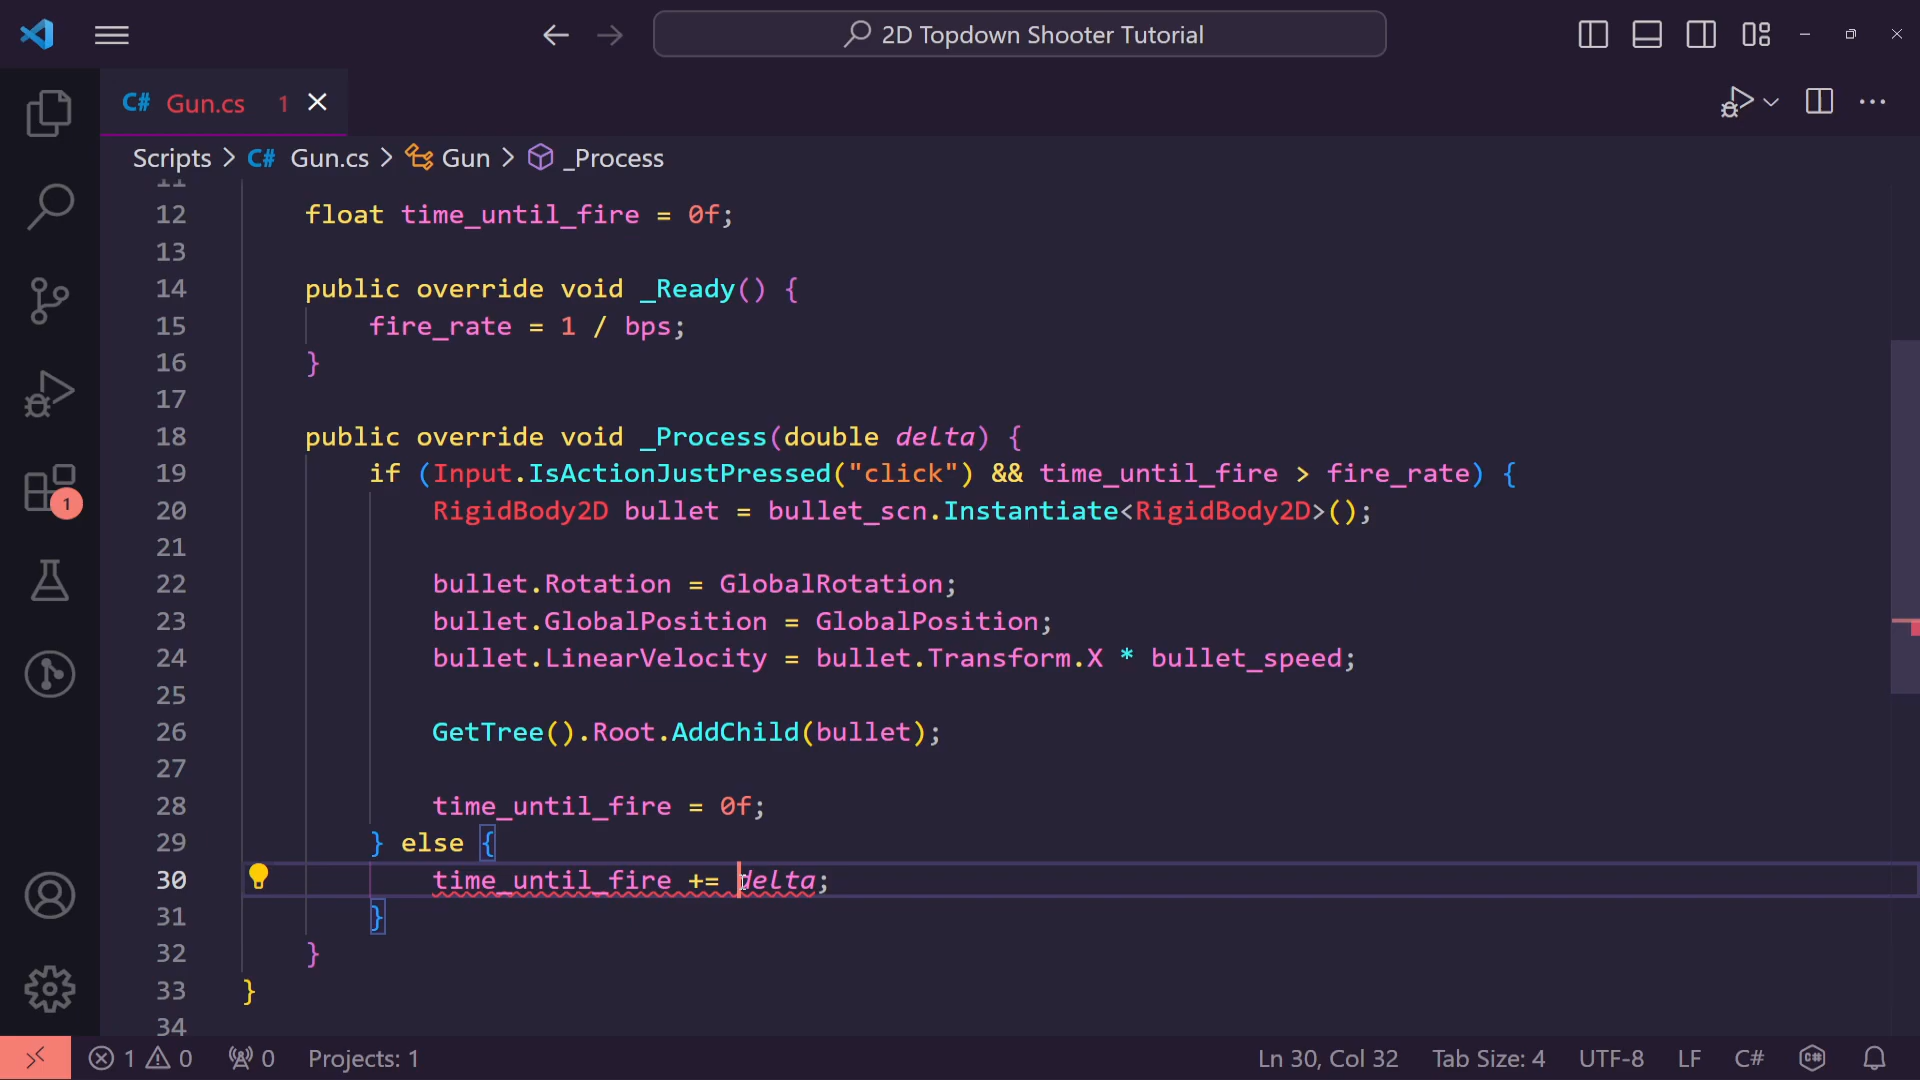 2D Topdown Shooter Tutorial
C# Gun.cs 1
Scripts > C# Gun.cs > Gun > _Process
11
12 float time_until_fire = 0f;
13
14 public override void _Ready() {
15 fire_rate = 1 / bps;
16 }
17
18 public override void _Process(double delta) {
19 if (Input.IsActionJustPressed("click") && time_until_fire > fire_rate) {
20 RigidBody2D bullet = bullet_scn.Instantiate<RigidBody2D>();
21
22 bullet.Rotation = GlobalRotation;
23 bullet.GlobalPosition = GlobalPosition;
24 bullet.LinearVelocity = bullet.Transform.X * bullet_speed;
25
26 GetTree().Root.AddChild(bullet);
27
28 time_until_fire = 0f;
29 } else {
30 time_until_fire += delta;
31 }
32 }
33 }
34
1
1 0 0 Projects: 1 Ln 30, Col 32 Tab Size: 4 UTF-8 LF C#